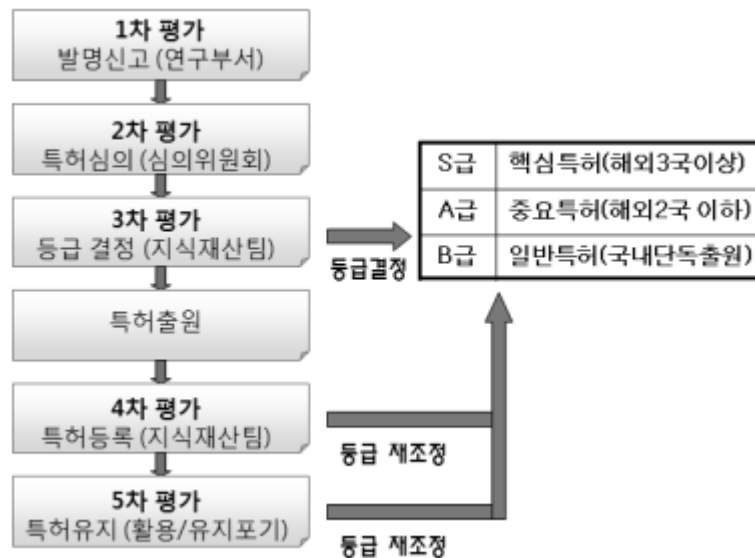 1차 평가
발명신고 (연구부서)
2차 평가
특허심의 (심의위원회)
3차 평가
등급 결정 (지식재산팀)
특허출원
4차 평가
특허등록 (지식재산팀)
5차 평가
특허유지 (활용/유지포기)
등급결정
등급 재조정
등급 재조정
S급 핵심특허(해외3국이상)
A급 중요특허(해외2국 이하)
B급 일반특허(국내단독출원)